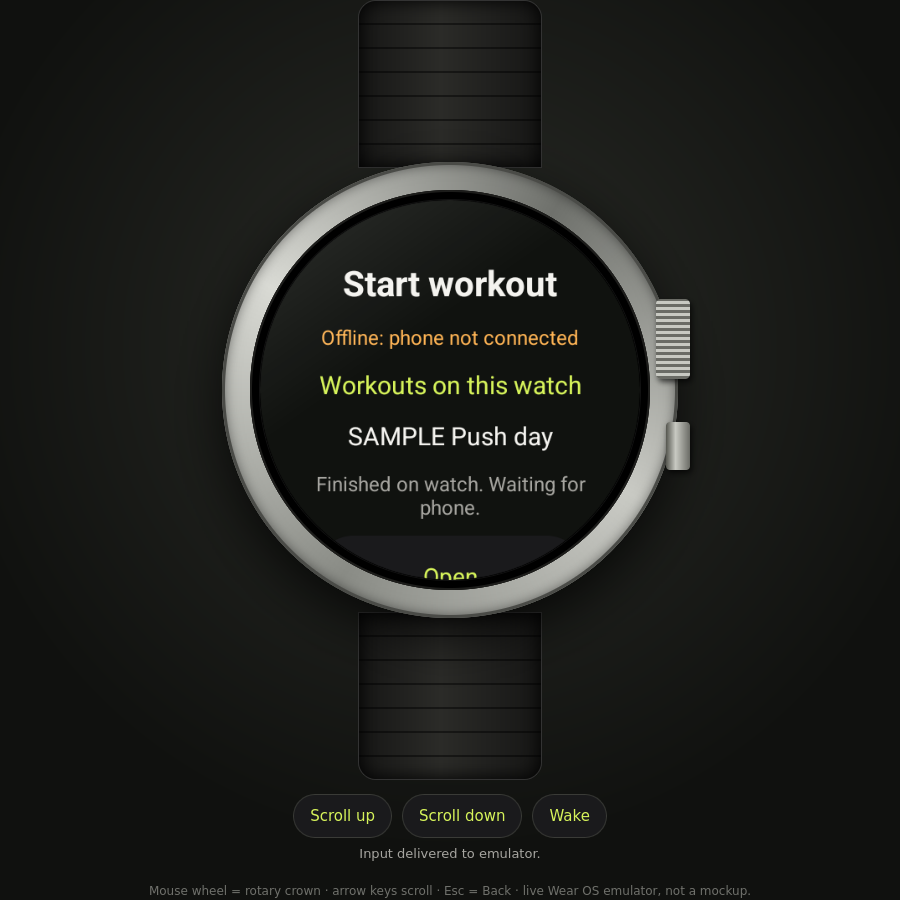 Start workout
Offline: phone not connected
Workouts on this watch
SAMPLE Push day
Finished on watch. Waiting for
phone.
Open
Scroll up
Scroll down
Wake
Input delivered to emulator.
Mouse wheel = rotary crown · arrow keys scroll · Esc = Back · live Wear OS emulator, not a mockup.